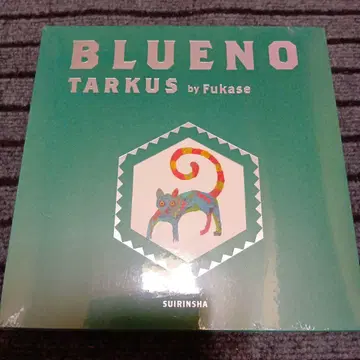 BLUENO
TARKUS by Fukase
SUIRINSHA